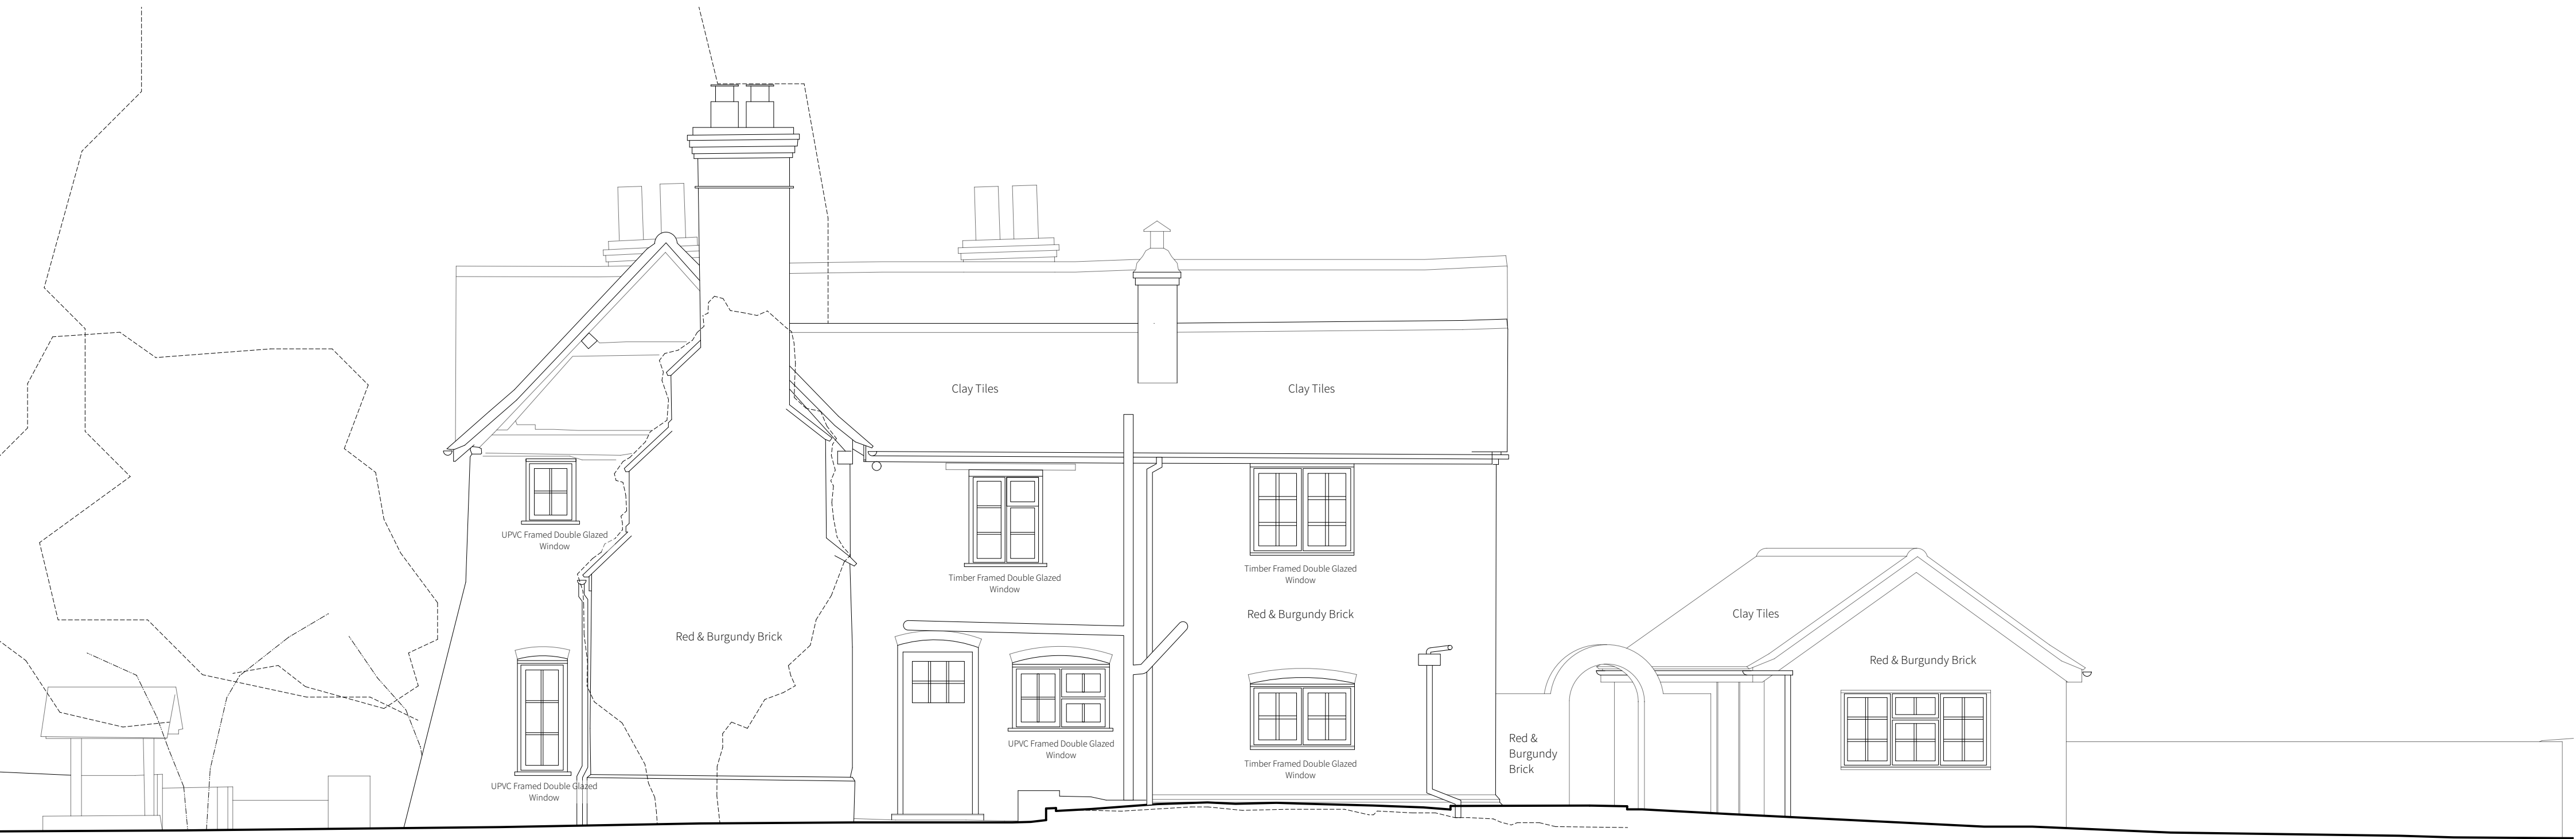 Clay Tiles
Clay Tiles
UPVC Framed Double Glazed
Window
Timber Framed Double Glazed
Window
Timber Framed Double Glazed
Window
Red & Burgundy Brick
Clay Tiles
Red & Burgundy Brick
Red & Burgundy Brick
UPVC Framed Double Glazed
Window
Timber Framed Double Glazed
Window
Red &
Burgundy
Brick
UPVC Framed Double Glazed
Window